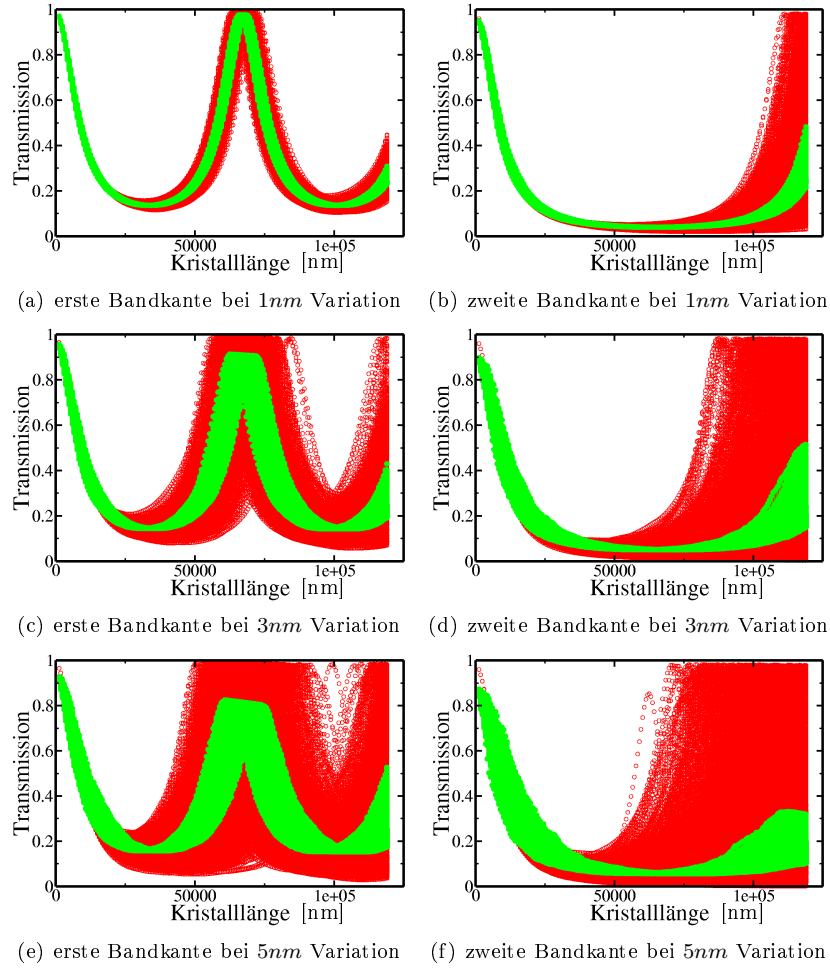 1
0.8
0.6
0.4
0.2
0
Transmission
0 50000 1e+05
Kristalllänge [nm]
(a) erste Bandkante bei 1nm Variation
1
0.8
0.6
0.4
0.2
0
Transmission
0 50000 1e+05
Kristalllänge [nm]
(b) zweite Bandkante bei 1nm Variation
1
0.8
0.6
0.4
0.2
0
Transmission
0 50000 1e+05
Kristalllänge [nm]
(c) erste Bandkante bei 3nm Variation
1
0.8
0.6
0.4
0.2
0
Transmission
0 50000 1e+05
Kristalllänge [nm]
(d) zweite Bandkante bei 3nm Variation
1
0.8
0.6
0.4
0.2
0
Transmission
0 50000 1e+05
Kristalllänge [nm]
(e) erste Bandkante bei 5nm Variation
1
0.8
0.6
0.4
0.2
0
Transmission
0 50000 1e+05
Kristalllänge [nm]
(f) zweite Bandkante bei 5nm Variation